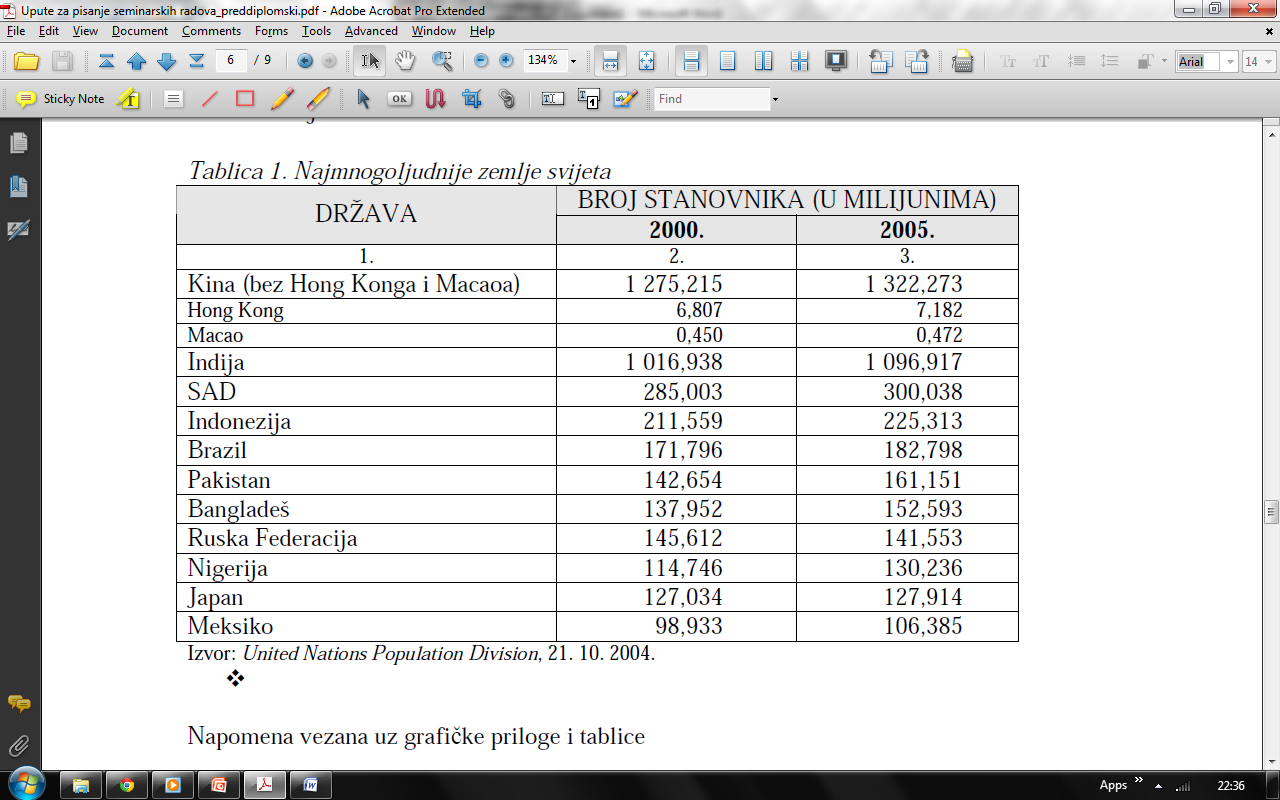 Upute za pisanje seminarskih radova_preddiplomski.pdf - Adobe Acrobat Pro Extended
File Edit View Document Comments Forms Tools Advanced Window Help
6 / 9 134% Arial 14
Sticky Note OK Find
Tablica 1. Najmnogoljudnije zemlje svijeta
DRŽAVA BROJ STANOVNIKA (U MILIJUNIMA)
2000. 2005.
1. 2. 3.
Kina (bez Hong Konga i Macaoa) 1 275,215 1 322,273
Hong Kong 6,807 7,182
Macao 0,450 0,472
Indija 1 016,938 1 096,917
SAD 285,003 300,038
Indonezija 211,559 225,313
Brazil 171,796 182,798
Pakistan 142,654 161,151
Bangladeš 137,952 152,593
Ruska Federacija 145,612 141,553
Nigerija 114,746 130,236
Japan 127,034 127,914
Meksiko 98,933 106,385
Izvor: United Nations Population Division, 21. 10. 2004.
Napomena vezana uz grafičke priloge i tablice
Apps 22:36